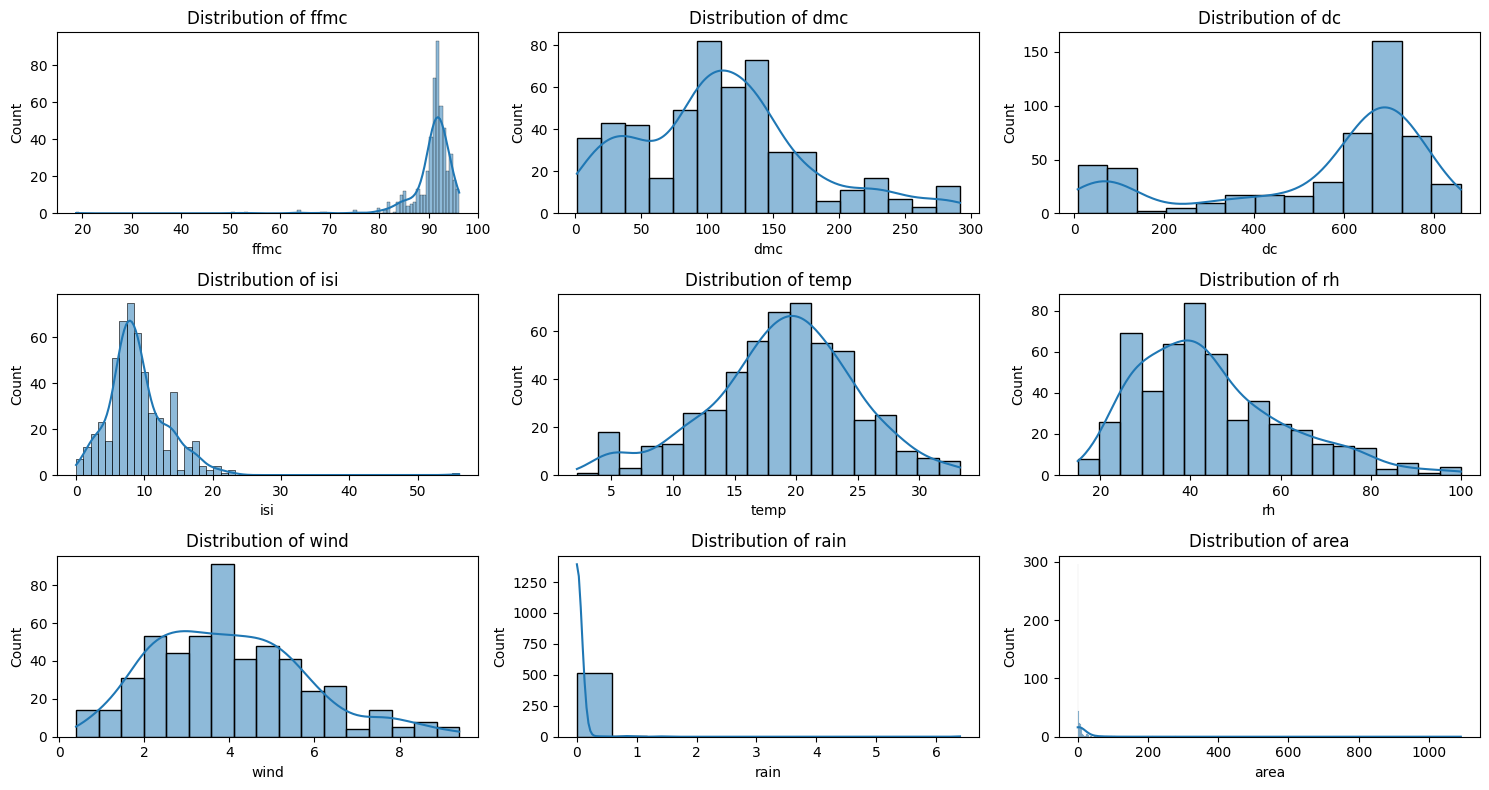 Distribution of ffmc
Distribution of dmc
Distribution of dc
Count
80
60
40
20
0
20 30 40 50 60 70 80 90 100
ffmc
Count
80
60
40
20
0
0 50 100 150 200 250 300
dmc
Count
150
100
50
0
0 200 400 600 800
dc
Distribution of isi
Distribution of temp
Distribution of rh
Count
60
40
20
0
0 10 20 30 40 50
isi
Count
60
40
20
0
5 10 15 20 25 30
temp
Count
80
60
40
20
0
20 40 60 80 100
rh
Distribution of wind
Distribution of rain
Distribution of area
Count
80
60
40
20
0
0 2 4 6 8
wind
Count
1250
1000
750
500
250
0
0 1 2 3 4 5 6
rain
Count
300
200
100
0
0 200 400 600 800 1000
area